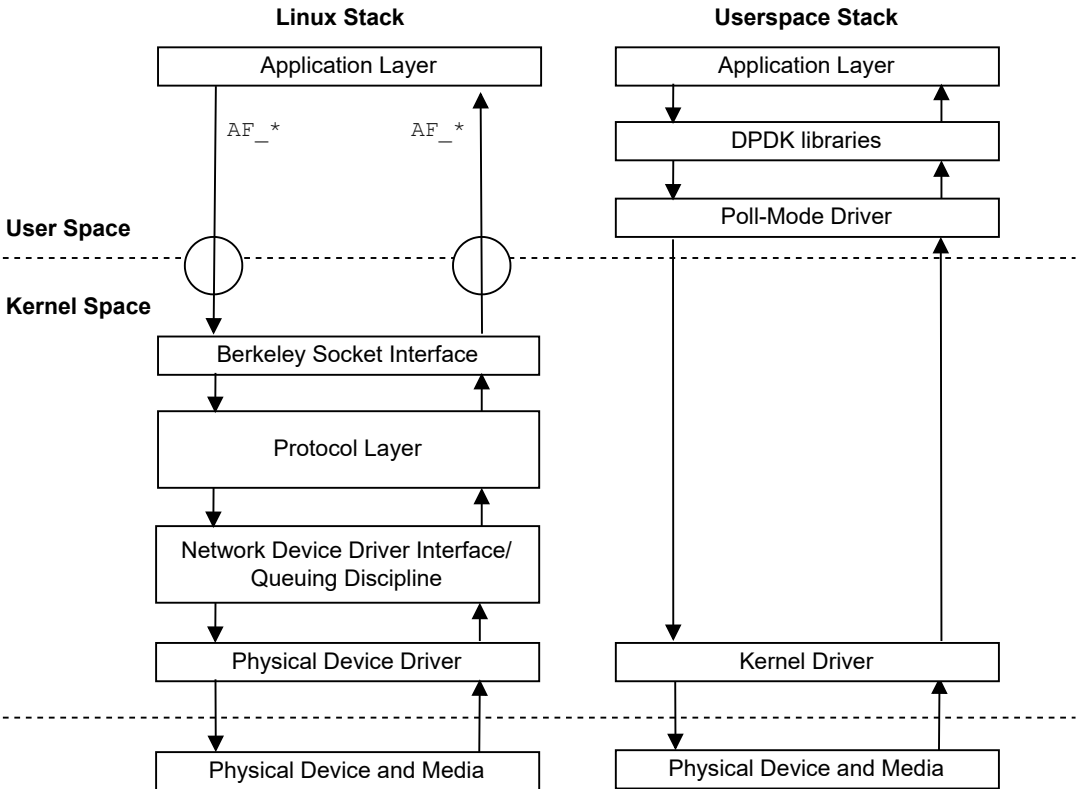 Linux Stack
Userspace Stack
Application Layer
Application Layer
AF_*
AF_*
DPDK libraries
Poll-Mode Driver
User Space
Kernel Space
Berkeley Socket Interface
Protocol Layer
Network Device Driver Interface/
Queuing Discipline
Physical Device Driver
Kernel Driver
Physical Device and Media
Physical Device and Media